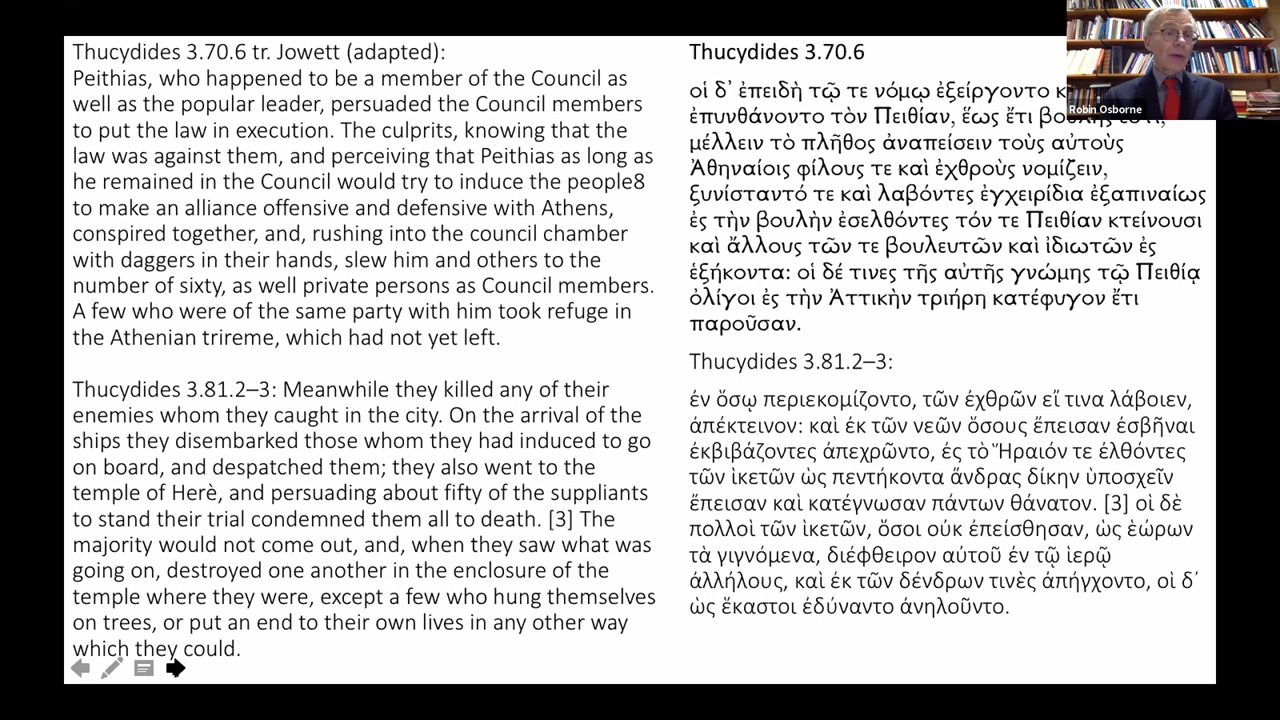 Thucydides 3.70.6 tr. Jowett (adapted):
Peithias, who happened to be a member of the Council as
well as the popular leader, persuaded the Council members
to put the law in execution. The culprits, knowing that the
law was against them, and perceiving that Peithias as long as
he remained in the Council would try to induce the people8
to make an alliance offensive and defensive with Athens,
conspired together, and, rushing into the council chamber
with daggers in their hands, slew him and others to the
number of sixty, as well private persons as Council members.
A few who were of the same party with him took refuge in
the Athenian trireme, which had not yet left.
Thucydides 3.81.2–3: Meanwhile they killed any of their
enemies whom they caught in the city. On the arrival of the
ships they disembarked those whom they had induced to go
on board, and despatched them; they also went to the
temple of Herè, and persuading about fifty of the suppliants
to stand their trial condemned them all to death. [3] The
majority would not come out, and, when they saw what was
going on, destroyed one another in the enclosure of the
temple where they were, except a few who hung themselves
on trees, or put an end to their own lives in any other way
which they could.
Thucydides 3.70.6
οἱ δ᾽ ἐπειδὴ τῷ τε νόμῳ ἐξείργοντο
ἐπυνθάνοντο τὸν Πειθίαν, ἕως ἔτι
μέλλειν τὸ πλῆθος ἀναπείσειν τοὺς αὐτοὺς
Ἀθηναίοις φίλους τε καὶ ἐχθροὺς νομίζειν,
ξυνίσταντό τε καὶ λαβόντες ἐγχειρίδια ἐξαπιναίως
ἐς τὴν βουλὴν ἐσελθόντες τόν τε Πειθίαν κτείνουσι
καὶ ἄλλους τῶν τε βουλευτῶν καὶ ἰδιωτῶν ἐς
ἑξήκοντα: οἱ δέ τινες τῆς αὐτῆς γνώμης τῷ Πειθίᾳ
ὀλίγοι ἐς τὴν Ἀττικὴν τριήρη κατέφυγον ἔτι
παροῦσαν.
Thucydides 3.81.2–3:
ἐν ὅσῳ περιεκομίζοντο, τῶν ἐχθρῶν εἴ τινα λάβοιεν,
ἀπέκτεινον: καὶ ἐκ τῶν νεῶν ὅσους ἔπεισαν ἐσβῆναι
ἐκβιβάζοντες ἀπεχρῶντο, ἐς τὸ Ἥραιόν τε ἐλθόντες
τῶν ἱκετῶν ὡς πεντήκοντα ἄνδρας δίκην ὑποσχεῖν
ἔπεισαν καὶ κατέγνωσαν πάντων θάνατον. [3] οἱ δὲ
πολλοὶ τῶν ἱκετῶν, ὅσοι οὐκ ἐπείσθησαν, ὡς ἑώρων
τὰ γιγνόμενα, διέφθειρον αὐτοῦ ἐν τῷ ἱερῷ
ἀλλήλους, καὶ ἐκ τῶν δένδρων τινὲς ἀπήγχοντο, οἱ δ᾽
ὡς ἕκαστοι ἐδύναντο ἀνηλοῦντο.
Robin Osborne